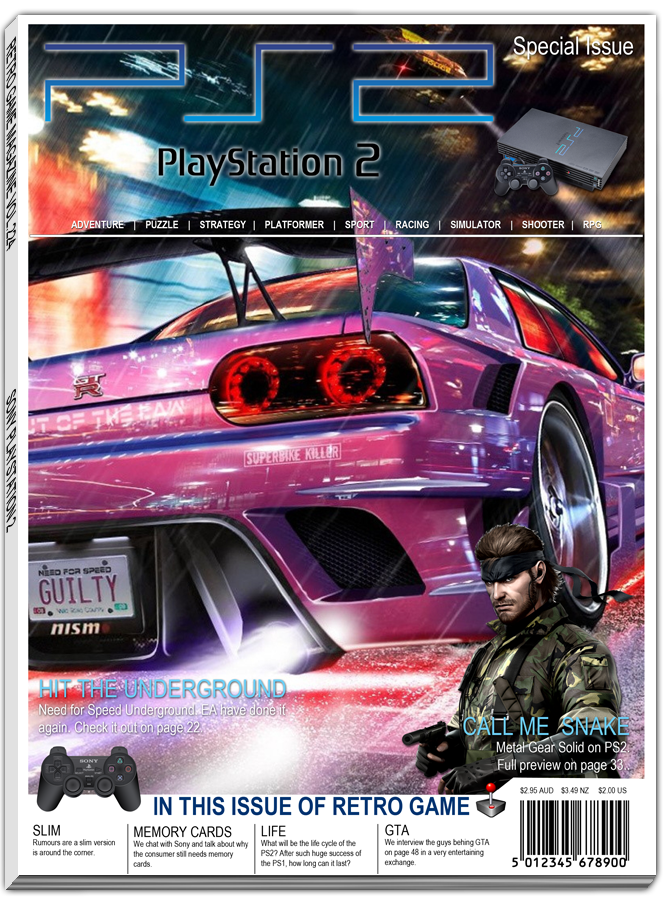 PS2
Special Issue
PlayStation 2
PS2
ADVENTURE | PUZZLE | STRATEGY | PLATFORMER | SPORT | RACING | SIMULATOR | SHOOTER | RPG
RETRO GAME MAGAZINE VOL.
SONY PLAYSTATION 2
GTR
OUT OF THE RAIN
SUPERBIKE KILLER
NEED FOR SPEED
GUILTY
nismo
HIT THE UNDERGROUND
Need for Speed Underground. EA have done it
again. Check it out on page 22
CALL ME SNAKE
Metal Gear Solid on PS2.
Full preview on page 33..
SONY
IN THIS ISSUE OF RETRO GAME
$2.95 AUD $3.49 NZ $2.00 US
SLIM
Rumours are a slim version
is around the corner.
MEMORY CARDS
We chat with Sony and talk about why
the consumer still needs memory
cards.
LIFE
What will be the life cycle of the
PS2? After such huge success of
the PS1, how long can it last?
GTA
We interview the guys behing GTA
on page 48 in a very entertaining
exchange.
5 012345 678900